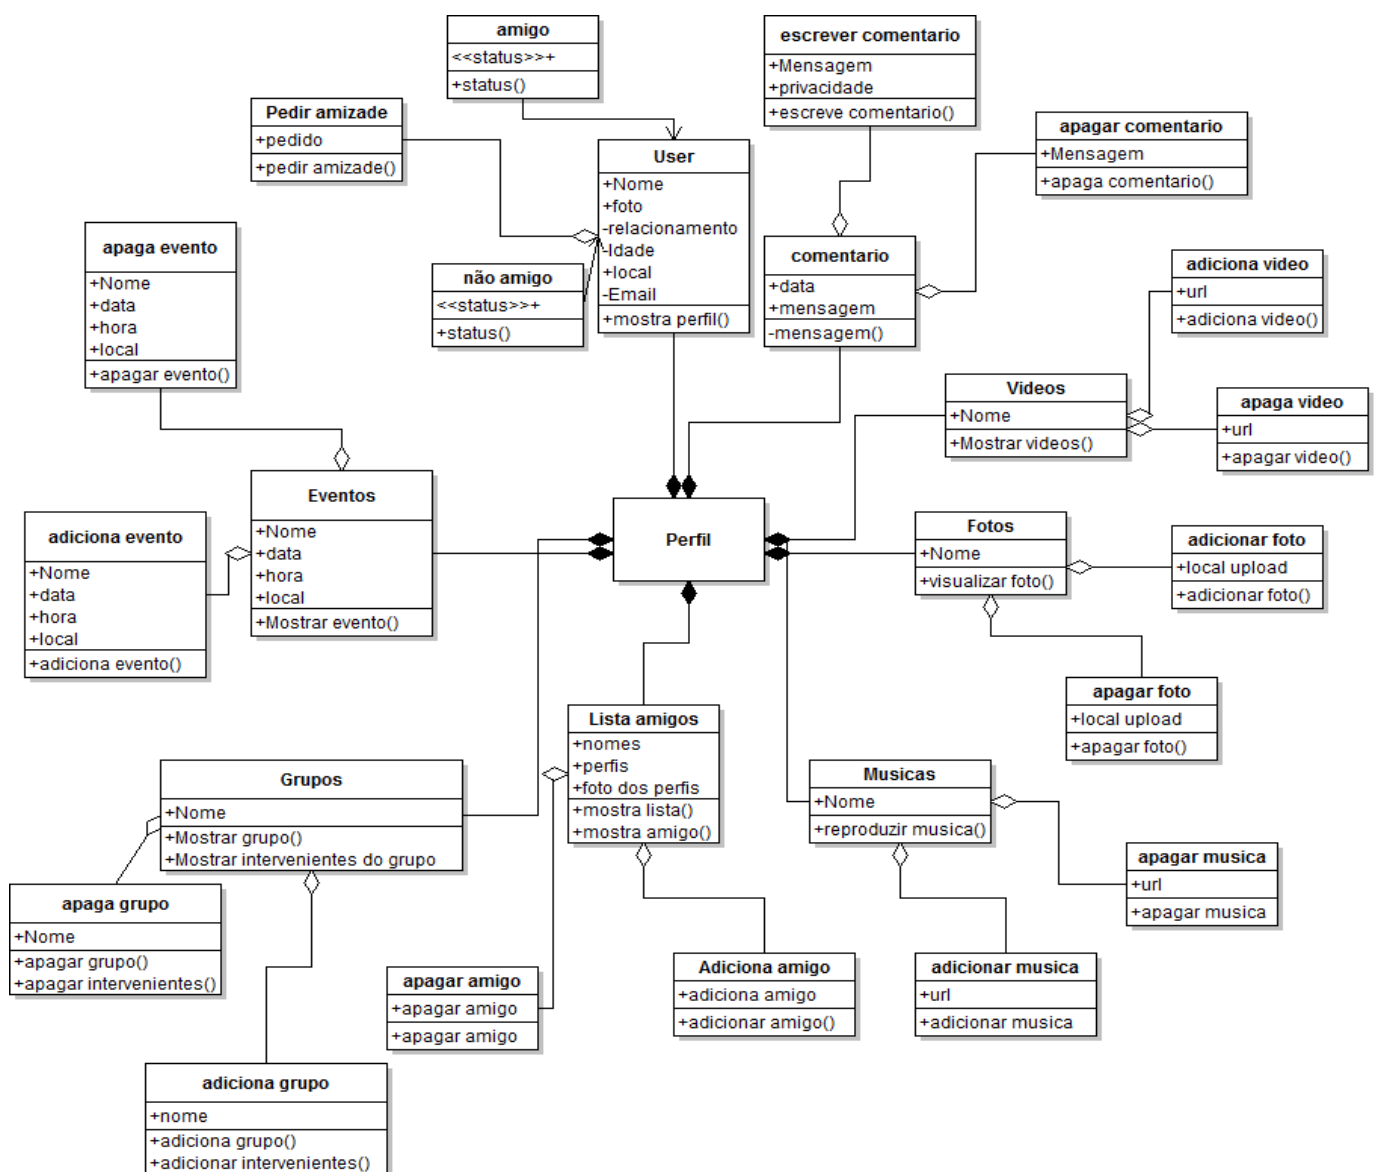 amigo
<<status>>+
+status()
escrever comentario
+Mensagem
+privacidade
+escreve comentario()
Pedir amizade
+pedido
+pedir amizade()
apagar comentario
+Mensagem
+apaga comentario()
User
+Nome
+foto
-relacionamento
-Idade
+local
-Email
+mostra perfil()
apaga evento
+Nome
+data
+hora
+local
+apagar evento()
não amigo
<<status>>+
+status()
comentario
+data
+mensagem
-mensagem()
adiciona video
+url
+adiciona video()
Videos
+Nome
+Mostrar videos()
apaga video
+url
+apagar video()
Eventos
+Nome
+data
+hora
+local
+Mostrar evento()
Perfil
adiciona evento
+Nome
+data
+hora
+local
+adiciona evento()
Fotos
+Nome
+visualizar foto()
adicionar foto
+local upload
+adicionar foto()
apagar foto
+local upload
+apagar foto()
Lista amigos
+nomes
+perfis
+foto dos perfis
+mostra lista()
+mostra amigo()
Grupos
+Nome
+Mostrar grupo()
+Mostrar intervenientes do grupo
Musicas
+Nome
+reproduzir musica()
apagar musica
+url
+apagar musica
apaga grupo
+Nome
+apagar grupo()
+apagar intervenientes()
apagar amigo
+apagar amigo
+apagar amigo
Adiciona amigo
+adiciona amigo
+adicionar amigo()
adicionar musica
+url
+adicionar musica
adiciona grupo
+nome
+adiciona grupo()
+adicionar intervenientes()